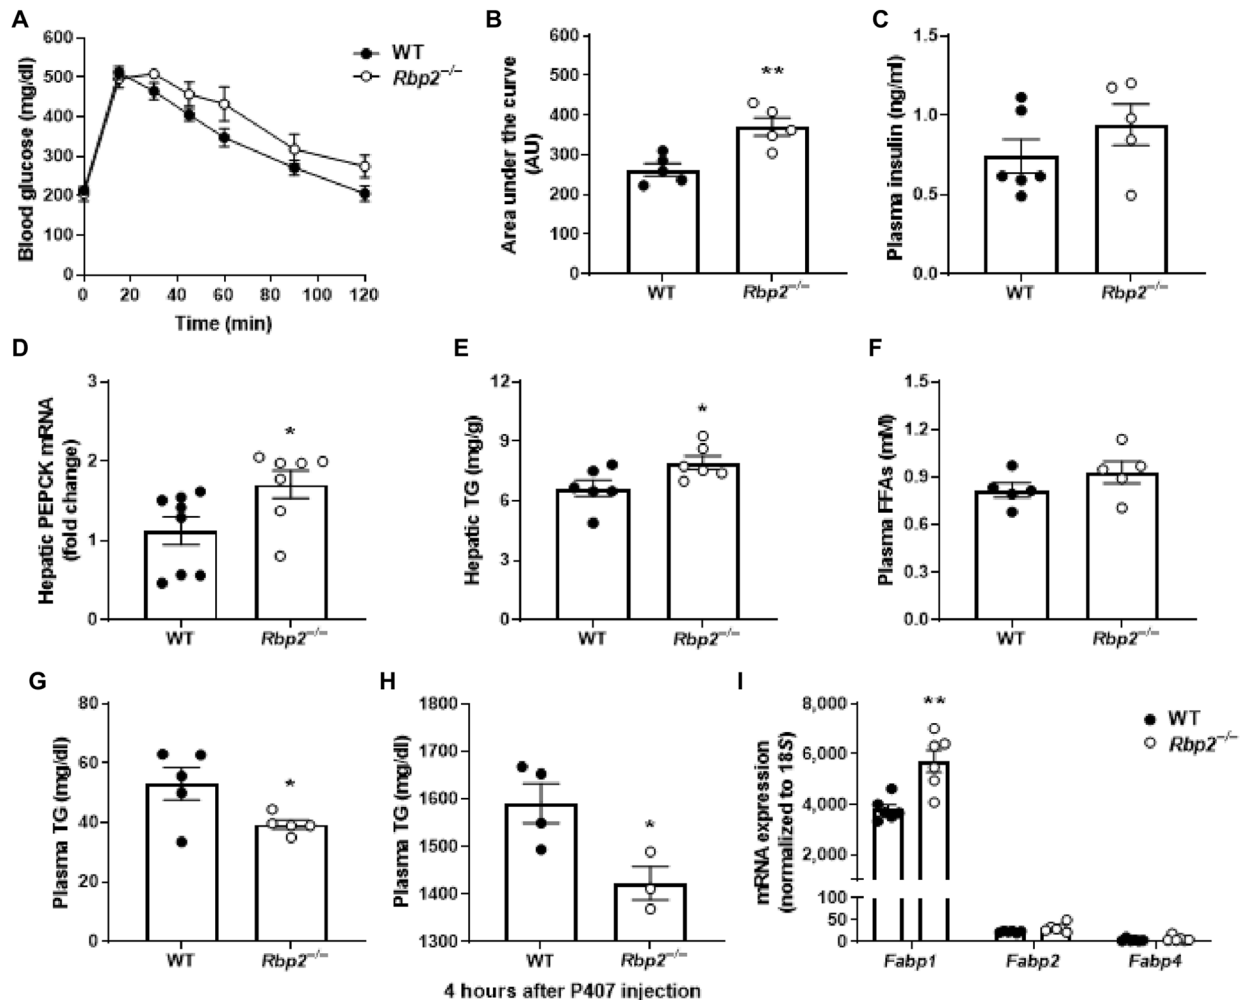 A
Blood glucose (mg/dl)
600
500
400
300
200
100
0
0 20 40 60 80 100 120
Time (min)
WT
Rbp2–/–
B
Area under the curve
(AU)
600
500
400
300
200
100
0
**
WT Rbp2–/–
C
Plasma insulin (ng/ml)
1.5
1.0
0.5
0.0
WT Rbp2–/–
D
Hepatic PEPCK mRNA
(fold change)
3
2
1
0
*
WT Rbp2–/–
E
Hepatic TG (mg/g)
12
9
6
3
0
*
WT Rbp2–/–
F
Plasma FFAs (mM)
1.5
1.2
0.9
0.6
0.3
0.0
WT Rbp2–/–
G
Plasma TG (mg/dl)
80
60
40
20
0
*
WT Rbp2–/–
H
Plasma TG (mg/dl)
1800
1700
1600
1500
1400
1300
*
WT Rbp2–/–
4 hours after P407 injection
I
mRNA expression
(normalized to 18S)
8,000
6,000
4,000
2,000
100
50
0
**
WT
Rbp2–/–
Fabp1 Fabp2 Fabp4